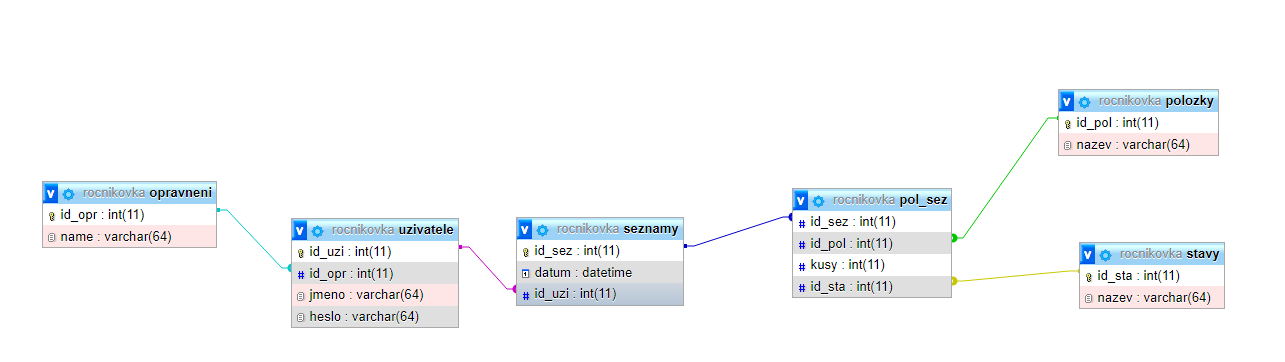 rocnikovka opravneni
id_opr : int(11)
name : varchar(64)
rocnikovka uzivatele
id_uzi : int(11)
id_opr : int(11)
jmeno : varchar(64)
heslo : varchar(64)
rocnikovka seznamy
id_sez : int(11)
datum : datetime
id_uzi : int(11)
rocnikovka pol_sez
id_sez : int(11)
id_pol : int(11)
kusy : int(11)
id_sta : int(11)
rocnikovka polozky
id_pol : int(11)
nazev : varchar(64)
rocnikovka stavy
id_sta : int(11)
nazev : varchar(64)